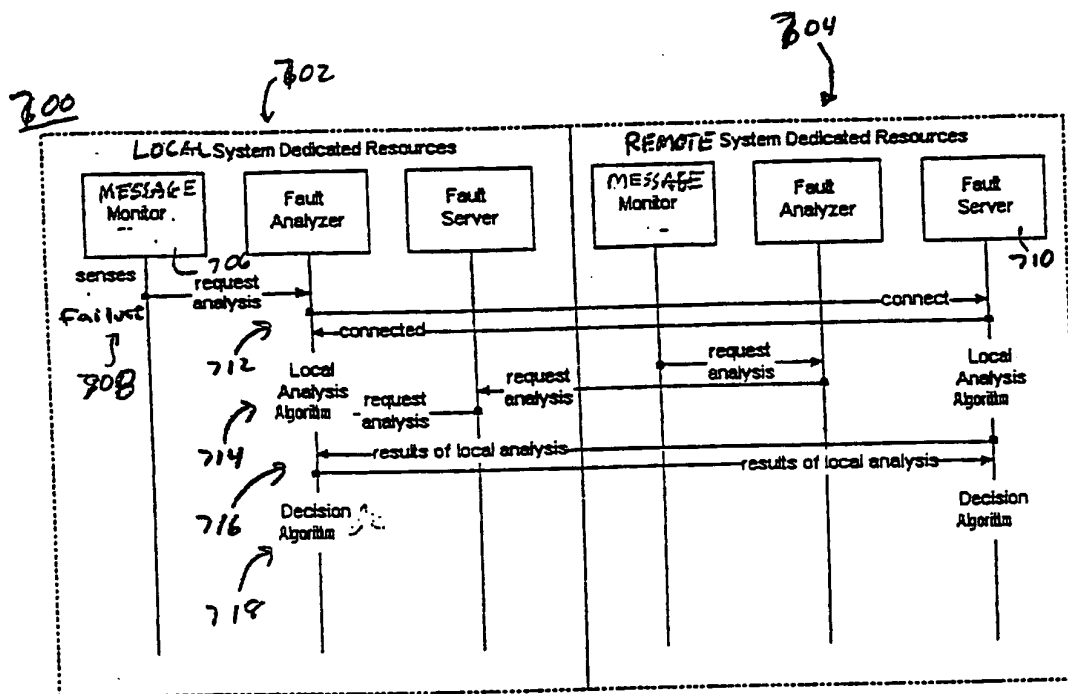 704
702
700
LOCAL System Dedicated Resources
REMOTE System Dedicated Resources
MESSAGE
Monitor
Fault
Analyzer
Fault
Server
MESSAGE
Monitor
Fault
Analyzer
Fault
Server
706
710
senses
request
analysis
connect
connected
708
712
request
analysis
Local
Analysis
Algorithm
request
analysis
request
analysis
Local
Analysis
Algorithm
714
results of local analysis
results of local analysis
716
Decision
Algorithm
Decision
Algorithm
718